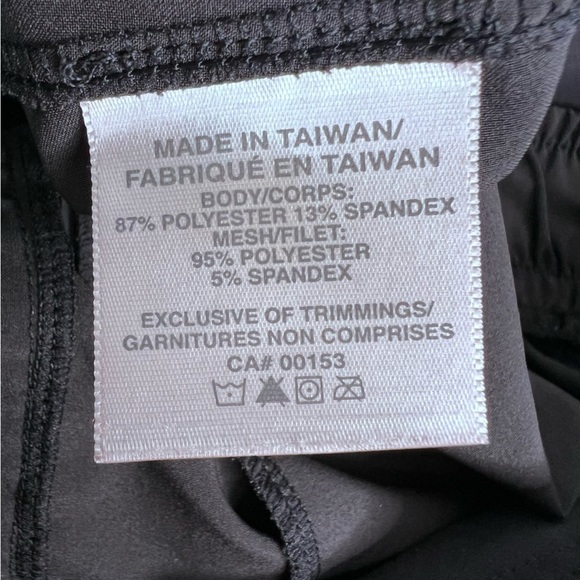 MADE IN TAIWAN/
FABRIQUÉ EN TAIWAN
BODY/CORPS:
87% POLYESTER 13% SPANDEX
MESH/FILET:
95% POLYESTER
5% SPANDEX
EXCLUSIVE OF TRIMMINGS/
GARNITURES NON COMPRISES
CA# 00153